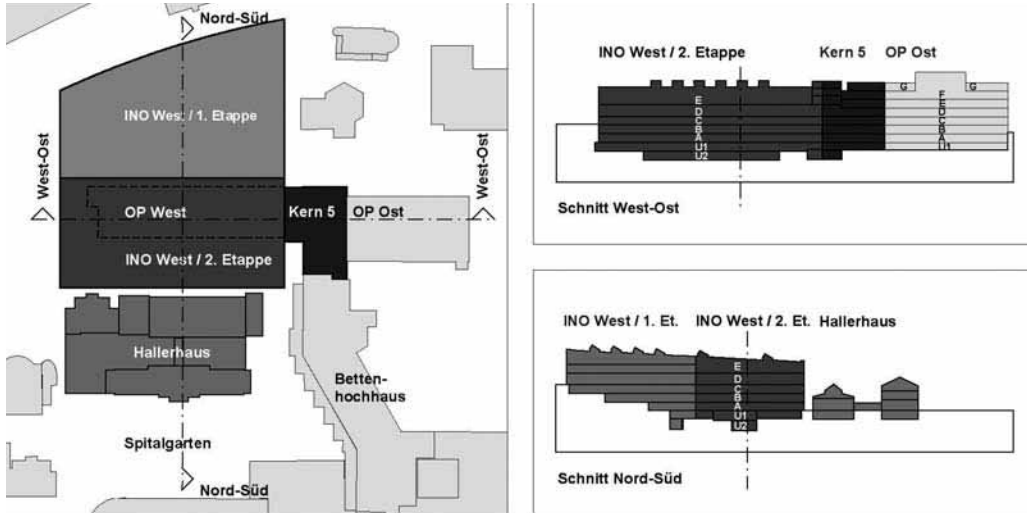 Nord-Süd
INO West / 1. Etappe
West-Ost
West-Ost
OP West
Kern 5
OP Ost
INO West / 2. Etappe
Hallerhaus
Betten-
hochhaus
Spitalgarten
Nord-Süd
INO West / 2. Etappe
Kern 5
OP Ost
G
G
E
D
C
B
A
U1
U2
F
E
D
C
B
A
U1
Schnitt West-Ost
INO West / 1. Et.
INO West / 2. Et.
Hallerhaus
E
D
C
B
A
U1
U2
Schnitt Nord-Süd